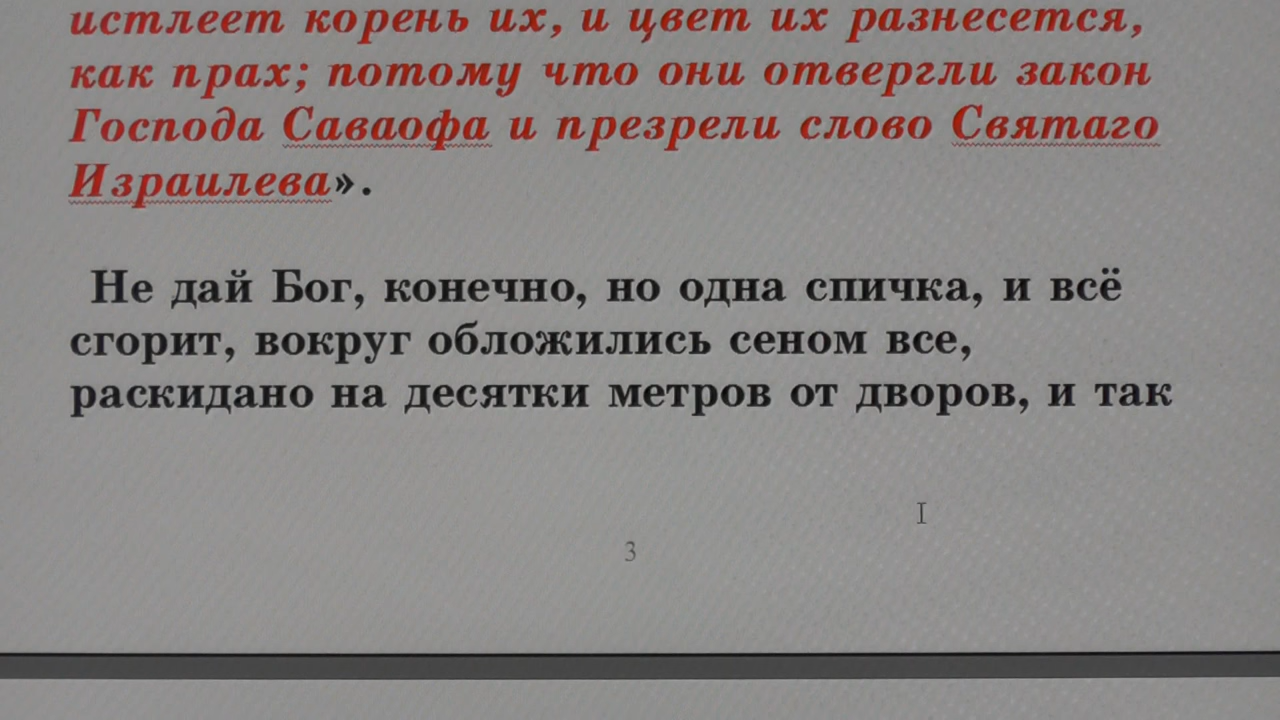 истлеет корень их, и цвет их разнесется,
как прах; потому что они отвергли закон
Господа Саваофа и презрели слово Святаго
Израилева».
Не дай Бог, конечно, но одна спичка, и всё
сгорит, вокруг обложились сеном все,
раскидано на десятки метров от дворов, и так
3